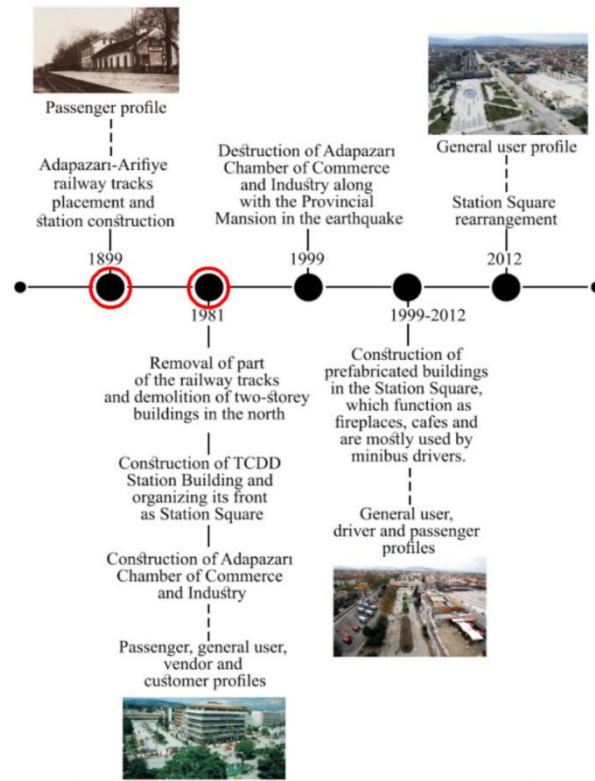 Passenger profile
Adapazarı-Arifiye
railway tracks
placement and
station construction
1899
Destruction of Adapazarı
Chamber of Commerce
and Industry along
with the Provincial
Mansion in the earthquake
1999
General user profile
Station Square
rearrangement
2012
1981
Removal of part
of the railway tracks
and demolition of two-storey
buildings in the north
Construction of TCDD
Station Building and
organizing its front
as Station Square
Construction of Adapazarı
Chamber of Commerce
and Industry
Passenger, general user,
vendor and
customer profiles
1999-2012
Construction of
prefabricated buildings
in the Station Square,
which function as
fireplaces, cafes and
are mostly used by
minibus drivers.
General user,
driver and passenger
profiles